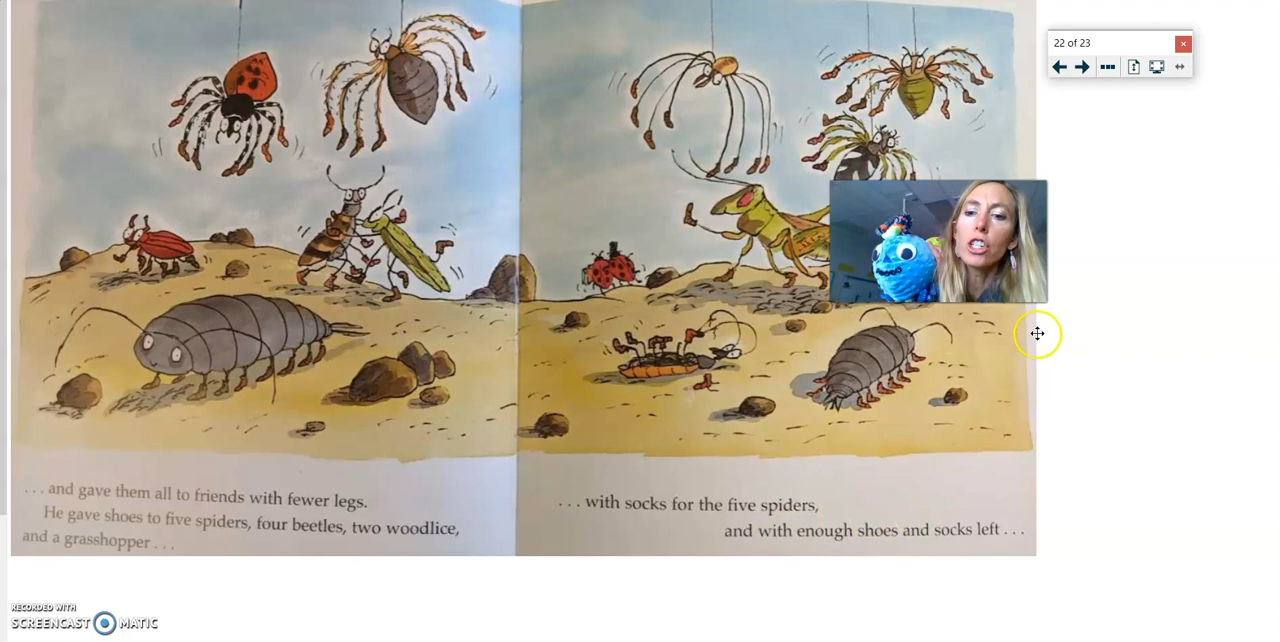 22 of 23
. . . and gave them all to friends with fewer legs.
He gave shoes to five spiders, four beetles, two woodlice,
and a grasshopper . . .
. . . with socks for the five spiders,
and with enough shoes and socks left . . .
RECORDED WITH
SCREENCAST MATIC